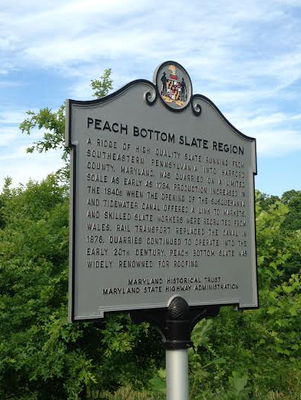 PEACH BOTTOM SLATE REGION
A RIDGE OF HIGH QUALITY SLATE RUNNING FROM
SOUTHEASTERN PENNSYLVANIA INTO HARFORD
COUNTY, MARYLAND, WAS QUARRIED ON A LIMITED
SCALE AS EARLY AS 1784. PRODUCTION INCREASED IN
THE 1840s WHEN THE OPENING OF THE SUSQUEHANNA
AND TIDEWATER CANAL OFFERED A LINK TO MARKETS,
AND SKILLED SLATE WORKERS WERE RECRUITED FROM
WALES. RAIL TRANSPORT REPLACED THE CANAL IN
1876. QUARRIES CONTINUED TO OPERATE INTO THE
EARLY 20TH CENTURY. PEACH BOTTOM SLATE WAS
WIDELY RENOWNED FOR ROOFING.
MARYLAND HISTORICAL TRUST
MARYLAND STATE HIGHWAY ADMINISTRATION